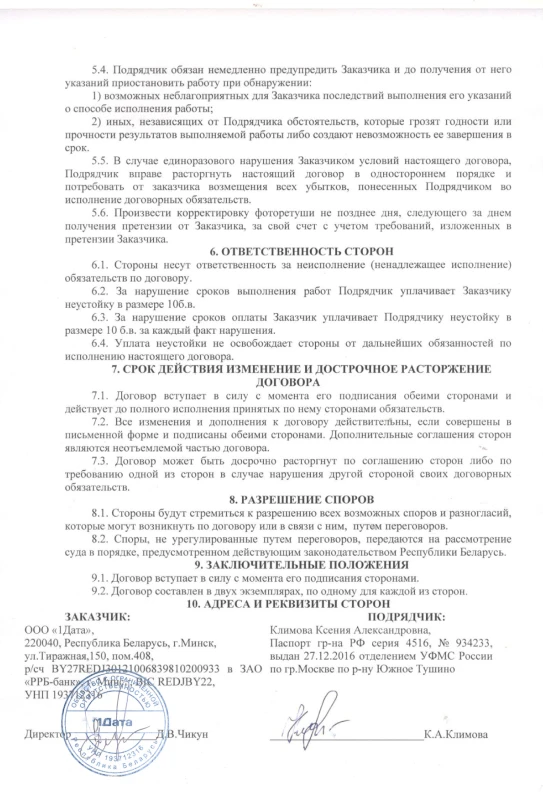 5.4. Подрядчик обязан немедленно предупредить Заказчика и до получения от него
указаний приостановить работу при обнаружении:
1) возможных неблагоприятных для Заказчика последствий выполнения его указаний
о способе исполнения работы;
2) иных, независящих от Подрядчика обстоятельств, которые грозят годности или
прочности результатов выполняемой работы либо создают невозможность ее завершения в
срок.
5.5. В случае единоразового нарушения Заказчиком условий настоящего договора,
Подрядчик вправе расторгнуть настоящий договор в одностороннем порядке и
потребовать от заказчика возмещения всех убытков, понесенных Подрядчиком во
исполнение договорных обязательств.
5.6. Произвести корректировку фоторетуши не позднее дня, следующего за днем
получения претензии от Заказчика, за свой счет с учетом требований, изложенных в
претензии Заказчика.
6. ОТВЕТСТВЕННОСТЬ СТОРОН
6.1. Стороны несут ответственность за неисполнение (ненадлежащее исполнение)
обязательств по договору.
6.2. За нарушение сроков выполнения работ Подрядчик уплачивает Заказчику
неустойку в размере 10б.в.
6.3. За нарушение сроков оплаты Заказчик уплачивает Подрядчику неустойку в
размере 10 б.в. за каждый факт нарушения.
6.4. Уплата неустойки не освобождает стороны от дальнейших обязанностей по
исполнению настоящего договора.
7. СРОК ДЕЙСТВИЯ ИЗМЕНЕНИЕ И ДОСТРОЧНОЕ РАСТОРЖЕНИЕ
ДОГОВОРА
7.1. Договор вступает в силу с момента его подписания обеими сторонами и
действует до полного исполнения принятых по нему сторонами обязательств.
7.2. Все изменения и дополнения к договору действительны, если совершены в
письменной форме и подписаны обеими сторонами. Дополнительные соглашения сторон
являются неотъемлемой частью договора.
7.3. Договор может быть досрочно расторгнут по соглашению сторон либо по
требованию одной из сторон в случае нарушения другой стороной своих договорных
обязательств.
8. РАЗРЕШЕНИЕ СПОРОВ
8.1. Стороны будут стремиться к разрешению всех возможных споров и разногласий,
которые могут возникнуть по договору или в связи с ним, путем переговоров.
8.2. Споры, не урегулированные путем переговоров, передаются на рассмотрение
суда в порядке, предусмотренном действующим законодательством Республики Беларусь.
9. ЗАКЛЮЧИТЕЛЬНЫЕ ПОЛОЖЕНИЯ
9.1. Договор вступает в силу с момента его подписания сторонами.
9.2. Договор составлен в двух экземплярах, по одному для каждой из сторон.
10. АДРЕСА И РЕКВИЗИТЫ СТОРОН
ЗАКАЗЧИК:
ООО «1Дата»,
220040, Республика Беларусь, г.Минск,
ул.Тиражная,150, пом.408,
р/сч BY27REDJ30121006839810200933 в ЗАО
«РРБ-банк», г. Минск, BIC REDJBY22,
УНП 193712316
Директор Д.В.Чикун
ПОДРЯДЧИК:
Климова Ксения Александровна,
Паспорт гр-на РФ серия 4516, № 934233,
выдан 27.12.2016 отделением УФМС России
по гр.Москве по р-ну Южное Тушино
К.А.Климова
1Дата
УНП 193712316
Республика Беларусь